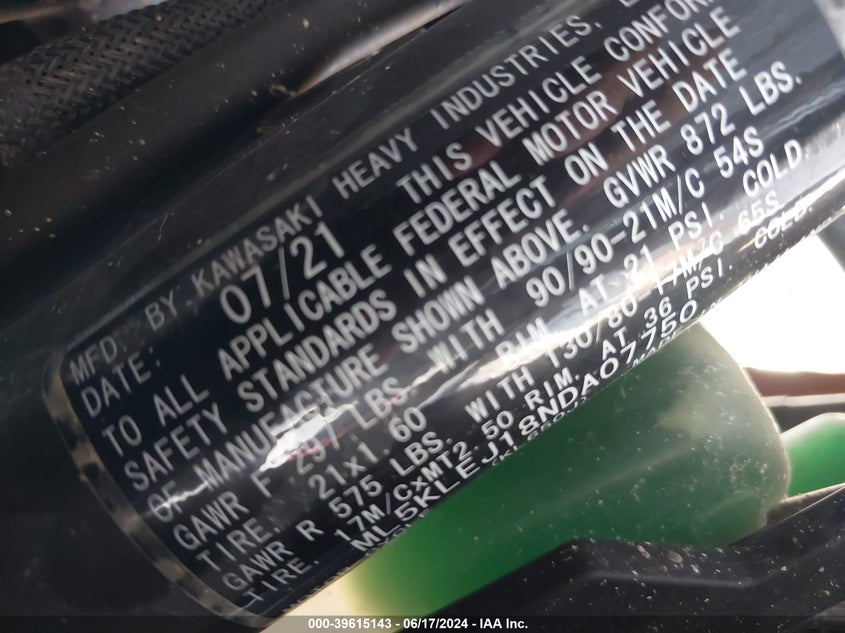 MFD. BY KAWASAKI HEAVY INDUSTRIES,
DATE: 07/21 THIS VEHICLE CONFOR
TO ALL APPLICABLE FEDERAL MOTOR VEHICLE
SAFETY STANDARDS IN EFFECT ON THE DATE
OF MANUFACTURE SHOWN ABOVE. GVWR 872 LBS.
GAWR F 297 LBS. WITH 90/90-21M/C 54S
TIRE, 21x1.60 RIM, AT 21 PSI. COLD.
GAWR R 575 LBS. WITH 130/80-17M/C 65S
TIRE, 17M/CxMT2.50 RIM, AT 36 PSI. COLD.
ML5KLEJ18NDA07750
000-39615143 - 06/17/2024 - IAA Inc.